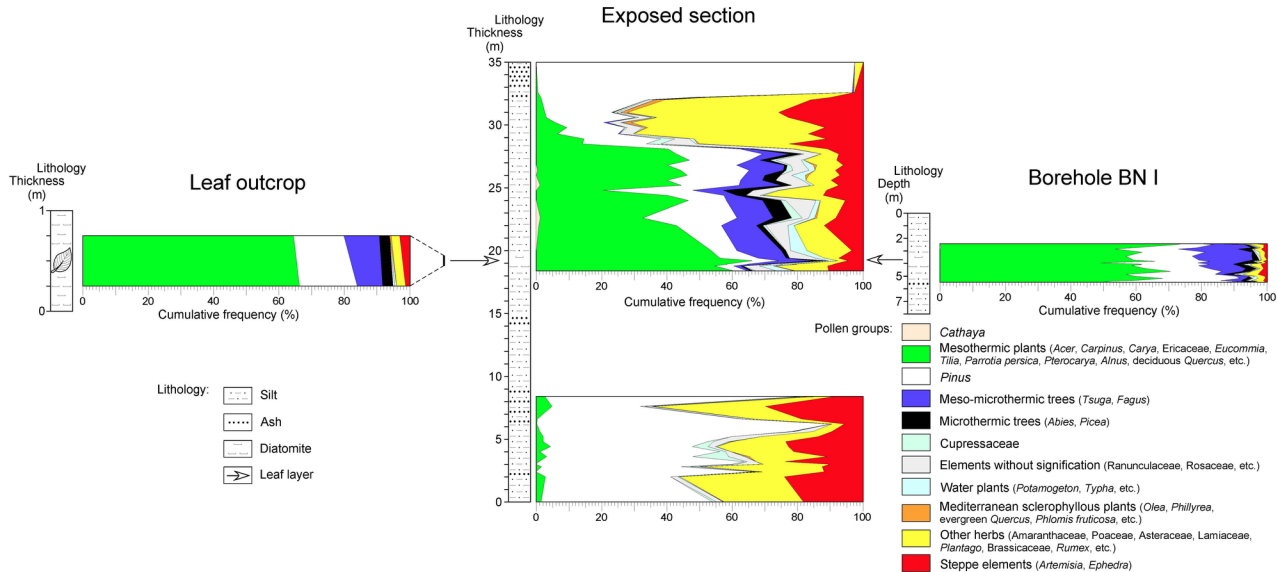 Exposed section
Lithology
Thickness
(m)
35
30
25
20
15
10
5
0
0
20
40
60
80
100
Cumulative frequency (%)
0
20
40
60
80
100
Cumulative frequency (%)
Leaf outcrop
Lithology
Thickness
(m)
1
0
0
20
40
60
80
100
Cumulative frequency (%)
Lithology:
Silt
Ash
Diatomite
Leaf layer
Borehole BN I
Lithology
Depth
(m)
0
2
5
7
0
20
40
60
80
100
Cumulative frequency (%)
Pollen groups:
Cathaya
Mesothermic plants (Acer, Carpinus, Carya, Ericaceae, Eucommia,
Tilia, Parrotia persica, Pterocarya, Alnus, deciduous Quercus, etc.)
Pinus
Meso-microthermic trees (Tsuga, Fagus)
Microthermic trees (Abies, Picea)
Cupressaceae
Elements without signification (Ranunculaceae, Rosaceae, etc.)
Water plants (Potamogeton, Typha, etc.)
Mediterranean sclerophyllous plants (Olea, Phillyrea,
evergreen Quercus, Phlomis fruticosa, etc.)
Other herbs (Amaranthaceae, Poaceae, Asteraceae, Lamiaceae,
Plantago, Brassicaceae, Rumex, etc.)
Steppe elements (Artemisia, Ephedra)